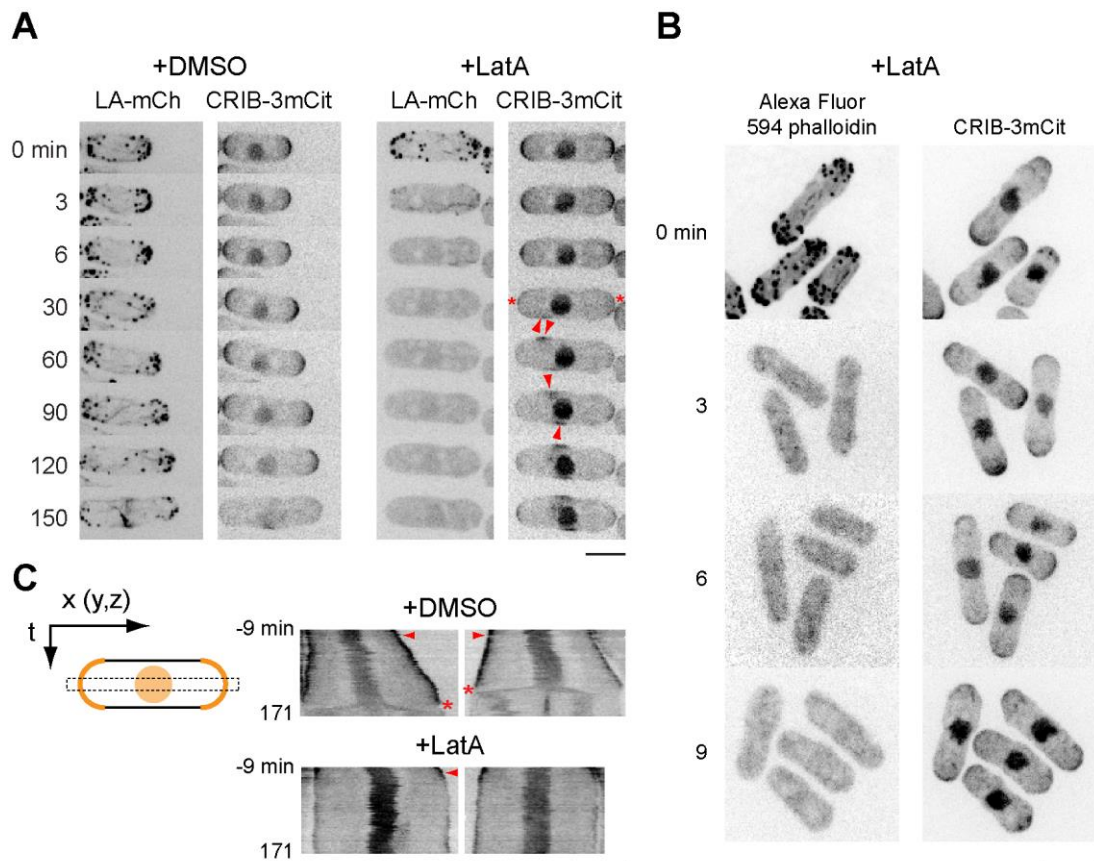 A
+DMSO
+LatA
LA-mCh
CRIB-3mCit
LA-mCh
CRIB-3mCit
0 min
3
6
30
*
*
60
90
120
150
B
+LatA
Alexa Fluor
594 phalloidin
CRIB-3mCit
0 min
3
6
9
C
x (y,z)
t
+DMSO
-9 min
*
*
171
+LatA
-9 min
171